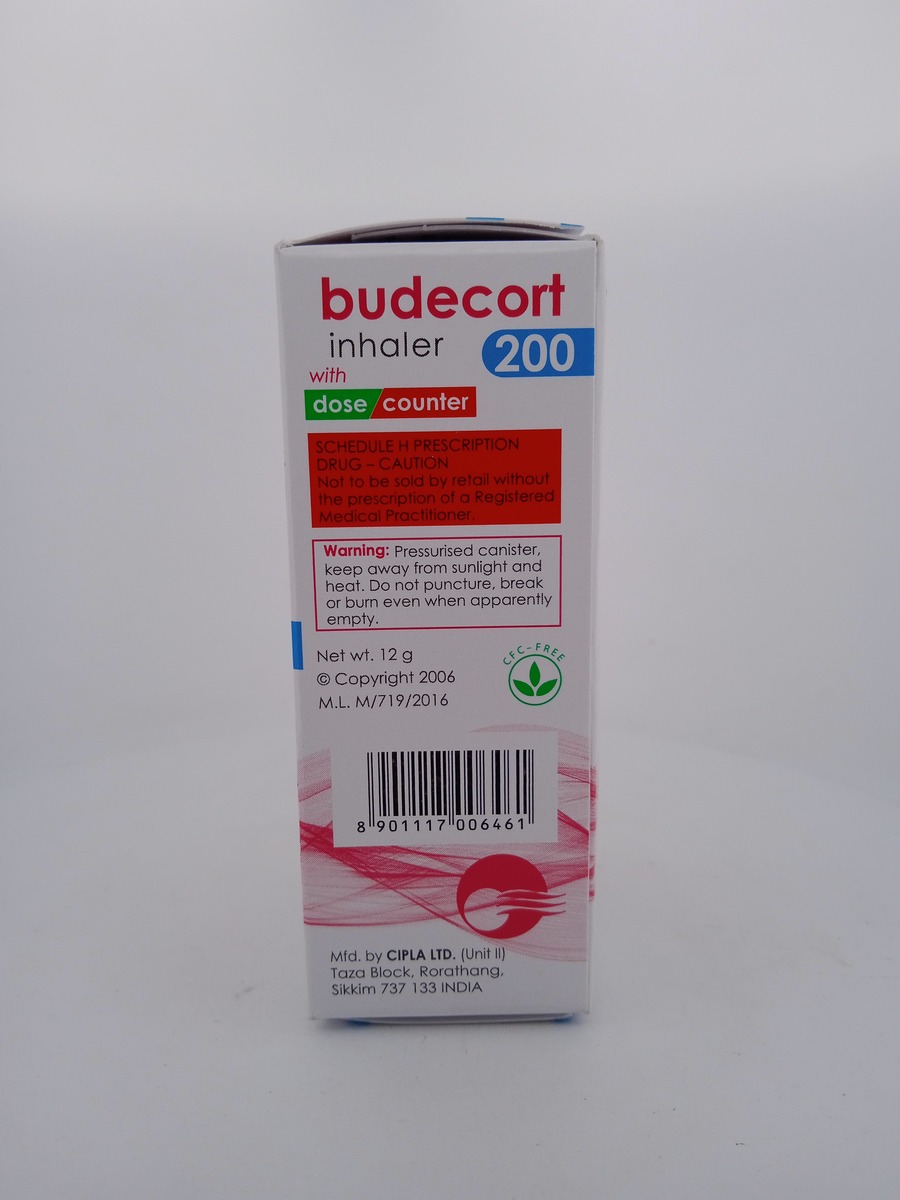 budecort
inhaler 200
with
dose counter
SCHEDULE H PRESCRIPTION
DRUG – CAUTION
Not to be sold by retail without
the prescription of a Registered
Medical Practitioner.
Warning: Pressurised canister,
keep away from sunlight and
heat. Do not puncture, break
or burn even when apparently
empty.
Net wt. 12 g
© Copyright 2006
M.L. M/719/2016
CFC-FREE
8 901117 006461
Mfd. by CIPLA LTD. (Unit II)
Taza Block, Rorathang,
Sikkim 737 133 INDIA